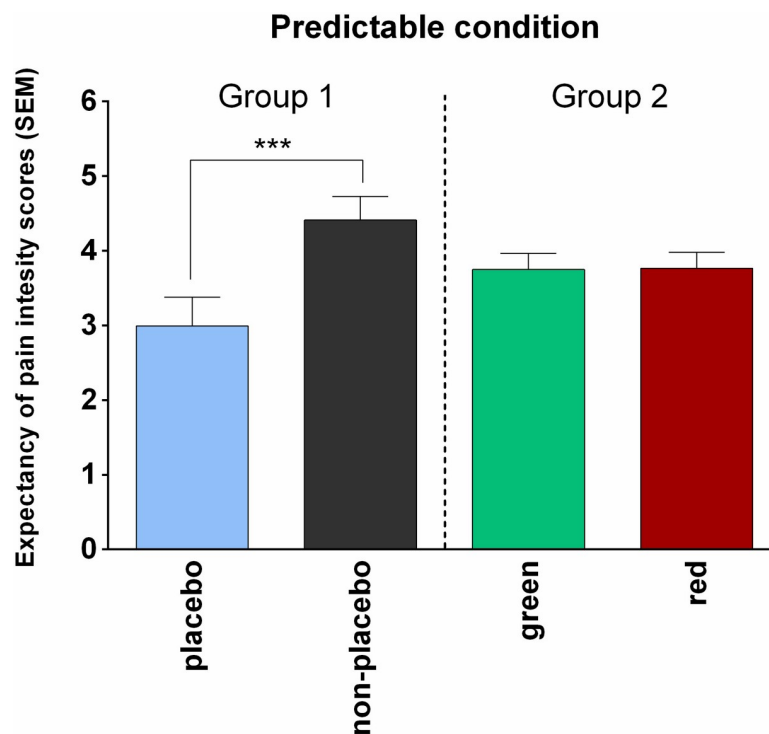 Predictable condition
Group 1
Group 2
Expectancy of pain intesity scores (SEM)
6
5
4
3
2
1
0
***
placebo
non-placebo
green
red